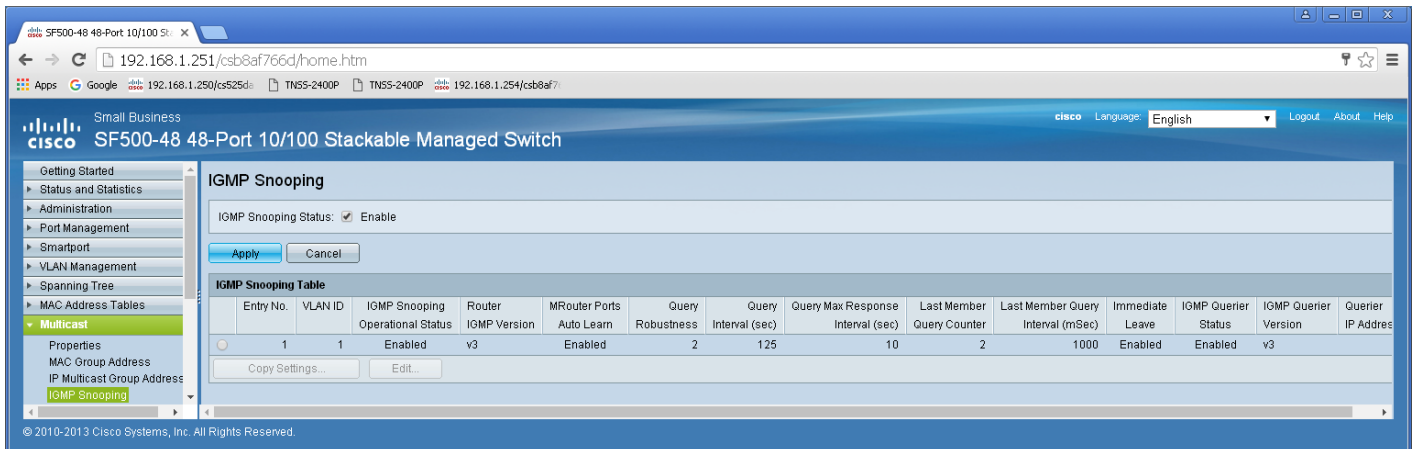 SF500-48 48-Port 10/100 St
192.168.1.251/csb8af766d/home.htm
Apps Google 192.168.1.250/cs525d TNS5-2400P TNS5-2400P 192.168.1.254/csb8af7
Small Business
cisco SF500-48 48-Port 10/100 Stackable Managed Switch
cisco Language: English Logout About Help
Getting Started
Status and Statistics
Administration
Port Management
Smartport
VLAN Management
Spanning Tree
MAC Address Tables
Multicast
Properties
MAC Group Address
IP Multicast Group Address
IGMP Snooping
IGMP Snooping
IGMP Snooping Status: Enable
Apply Cancel
IGMP Snooping Table
Entry No. VLAN ID IGMP Snooping Router MRouter Ports Query Query Query Max Response Last Member Last Member Query Immediate IGMP Querier IGMP Querier Querier
Operational Status IGMP Version Auto Learn Robustness Interval (sec) Interval (sec) Query Counter Interval (mSec) Leave Status Version IP Addres
1 1 Enabled v3 Enabled 2 125 10 2 1000 Enabled Enabled v3
Copy Settings... Edit...
© 2010-2013 Cisco Systems, Inc. All Rights Reserved.